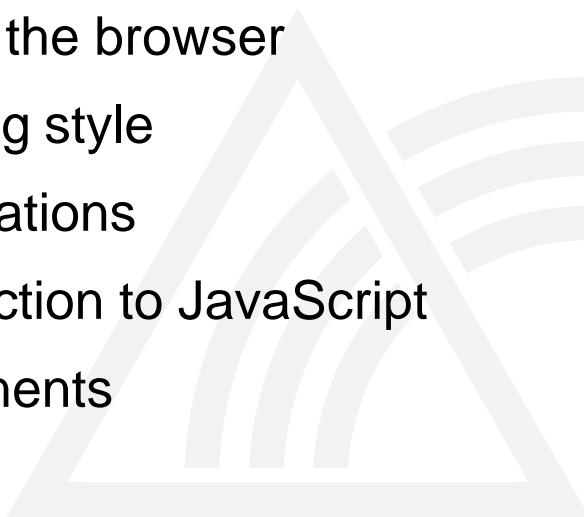 the browser
g style
ations
ction to JavaScript
nents